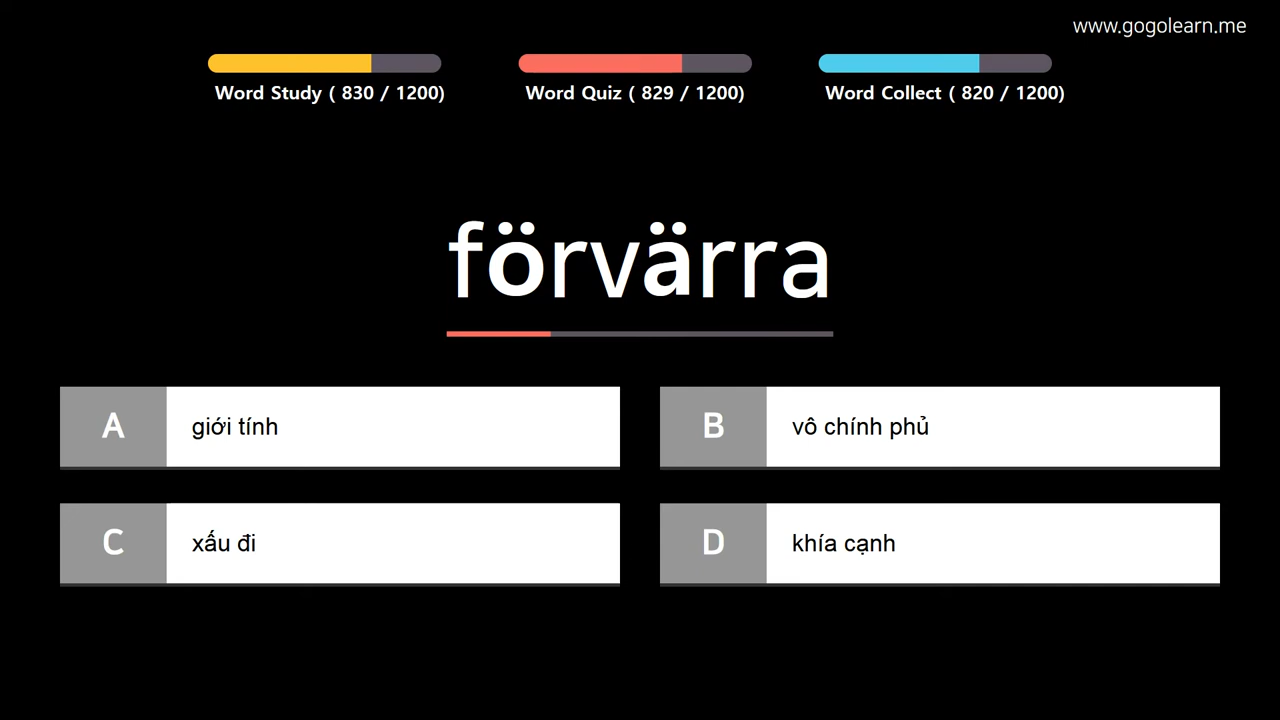 www.gogolearn.me
Word Study ( 830 / 1200)
Word Quiz ( 829 / 1200)
Word Collect ( 820 / 1200)
förvärra
A giới tính
B vô chính phủ
C xấu đi
D khía cạnh